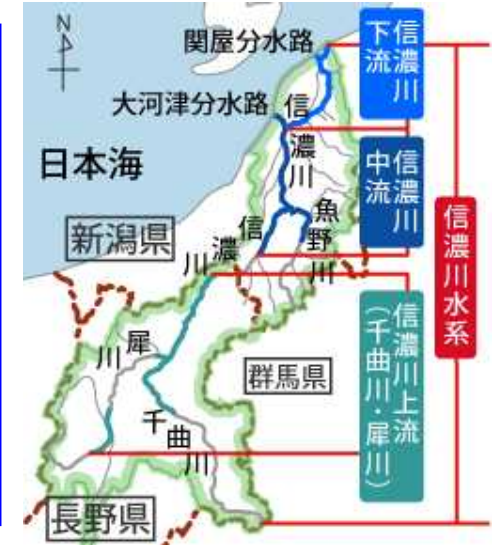 N
関屋分水路
大河津分水路
日本海
新潟県
信濃川
魚野川
信濃川
犀川
千曲川
群馬県
長野県
信濃川
下流
信濃川
中流
信濃川上流
(千曲川・犀川)
信濃川水系